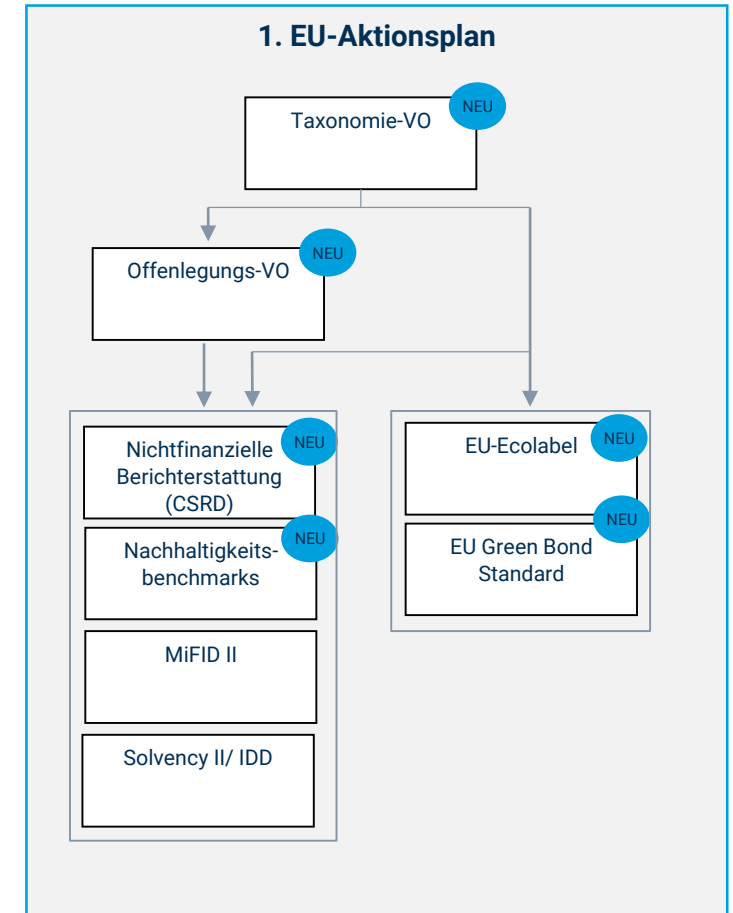 1. EU-Aktionsplan
NEU
Taxonomie-VO
NEU
Offenlegungs-VO
NEU
Nichtfinanzielle
Berichterstattung
(CSRD)
NEU
Nachhaltigkeits-
benchmarks
MiFID II
Solvency II/ IDD
NEU
EU-Ecolabel
NEU
EU Green Bond
Standard